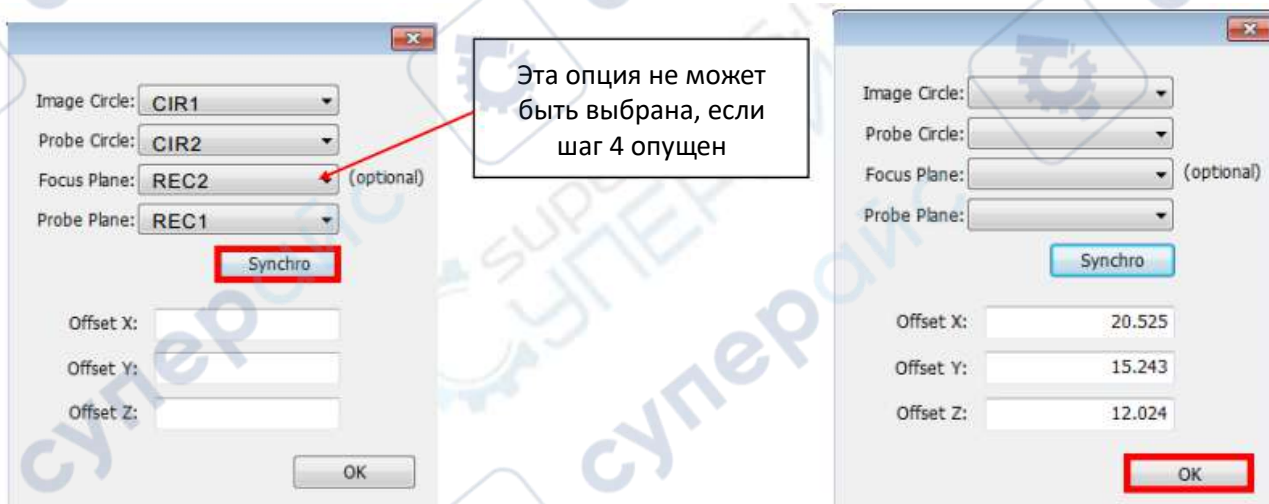 Image Circle: CIR1
Probe Circle: CIR2
Focus Plane: REC2 (optional)
Probe Plane: REC1
Synchro
Offset X:
Offset Y:
Offset Z:
OK
Эта опция не может
быть выбрана, если
шаг 4 опущен
Image Circle:
Probe Circle:
Focus Plane: (optional)
Probe Plane:
Synchro
Offset X: 20.525
Offset Y: 15.243
Offset Z: 12.024
OK
суперайс
суперайс